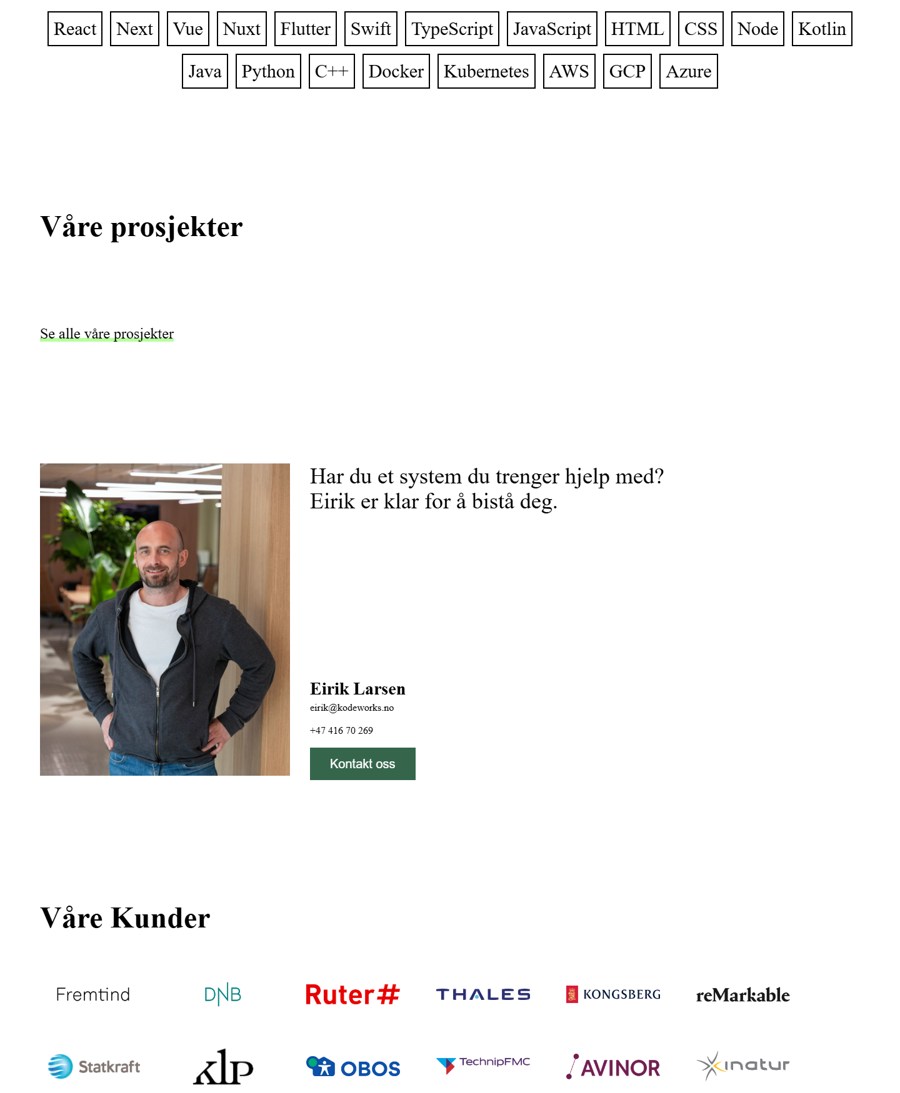 React Next Vue Nuxt Flutter Swift TypeScript JavaScript HTML CSS Node Kotlin
Java Python C++ Docker Kubernetes AWS GCP Azure
Våre prosjekter
Se alle våre prosjekter
Har du et system du trenger hjelp med?
Eirik er klar for å bistå deg.
Eirik Larsen
eirik@kodeworks.no
+47 416 70 269
Kontakt oss
Våre Kunder
Fremtind DNB Ruter# THALES KONGSBERG reMarkable
Statkraft klp OBOS TechnipFMC AVINOR inatur